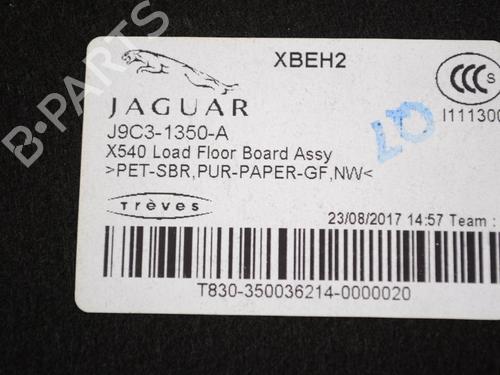 XBEH2
JAGUAR
CCC S
J9C3-1350-A
I111300
X540 Load Floor Board Assy
>PET-SBR,PUR-PAPER-GF,NW<
Trèves
23/08/2017 14:57 Team :
T830-350036214-0000020
B-PARTS